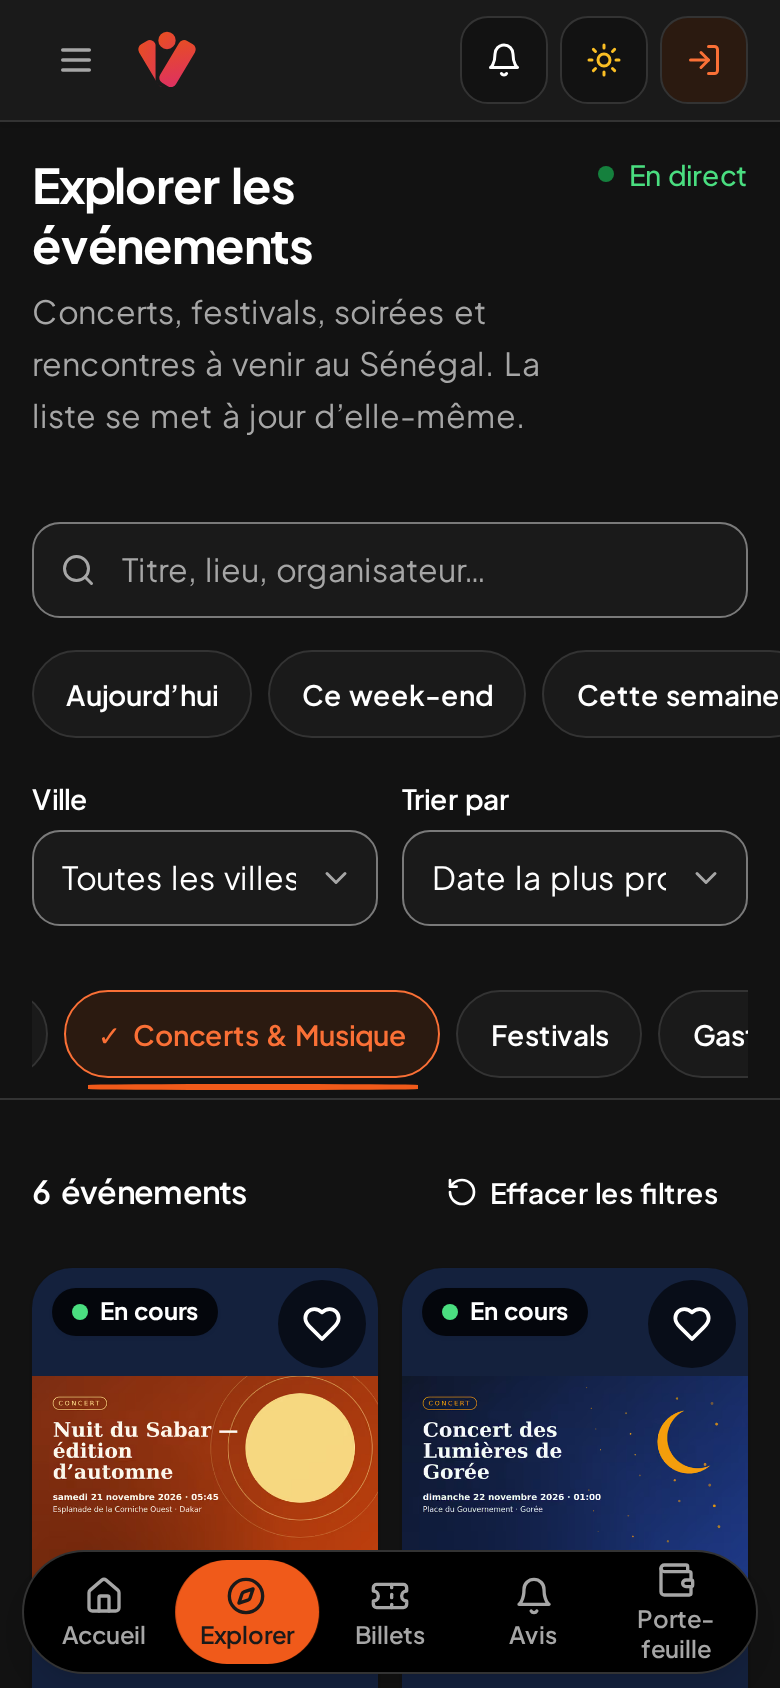 Explorer les
événements
En direct
Concerts, festivals, soirées et
rencontres à venir au Sénégal. La
liste se met à jour d’elle-même.
Titre, lieu, organisateur…
Aujourd’hui
Ce week-end
Cette semaine
Ville
Trier par
Toutes les villes
Date la plus pro
✓ Concerts & Musique
Festivals
Gast
6 événements
Effacer les filtres
En cours
En cours
CONCERT
Nuit du Sabar —
édition
d’automne
samedi 21 novembre 2026 · 05:45
Esplanade de la Corniche Ouest · Dakar
CONCERT
Concert des
Lumières de
Gorée
dimanche 22 novembre 2026 · 01:00
Place du Gouvernement · Gorée
Accueil
Explorer
Billets
Avis
Porte-
feuille